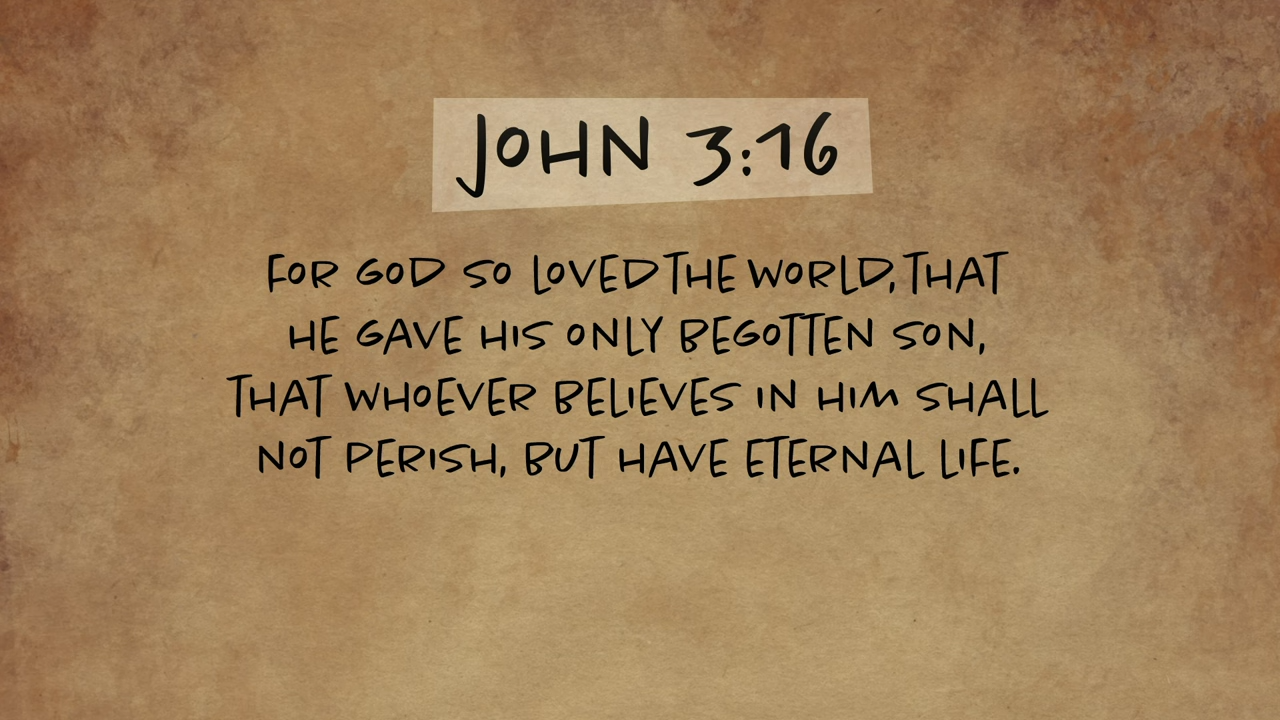 JOHN 3:16
FOR GOD SO LOVED THE WORLD, THAT
HE GAVE HIS ONLY BEGOTTEN SON,
THAT WHOEVER BELIEVES IN HIM SHALL
NOT PERISH, BUT HAVE ETERNAL LIFE.